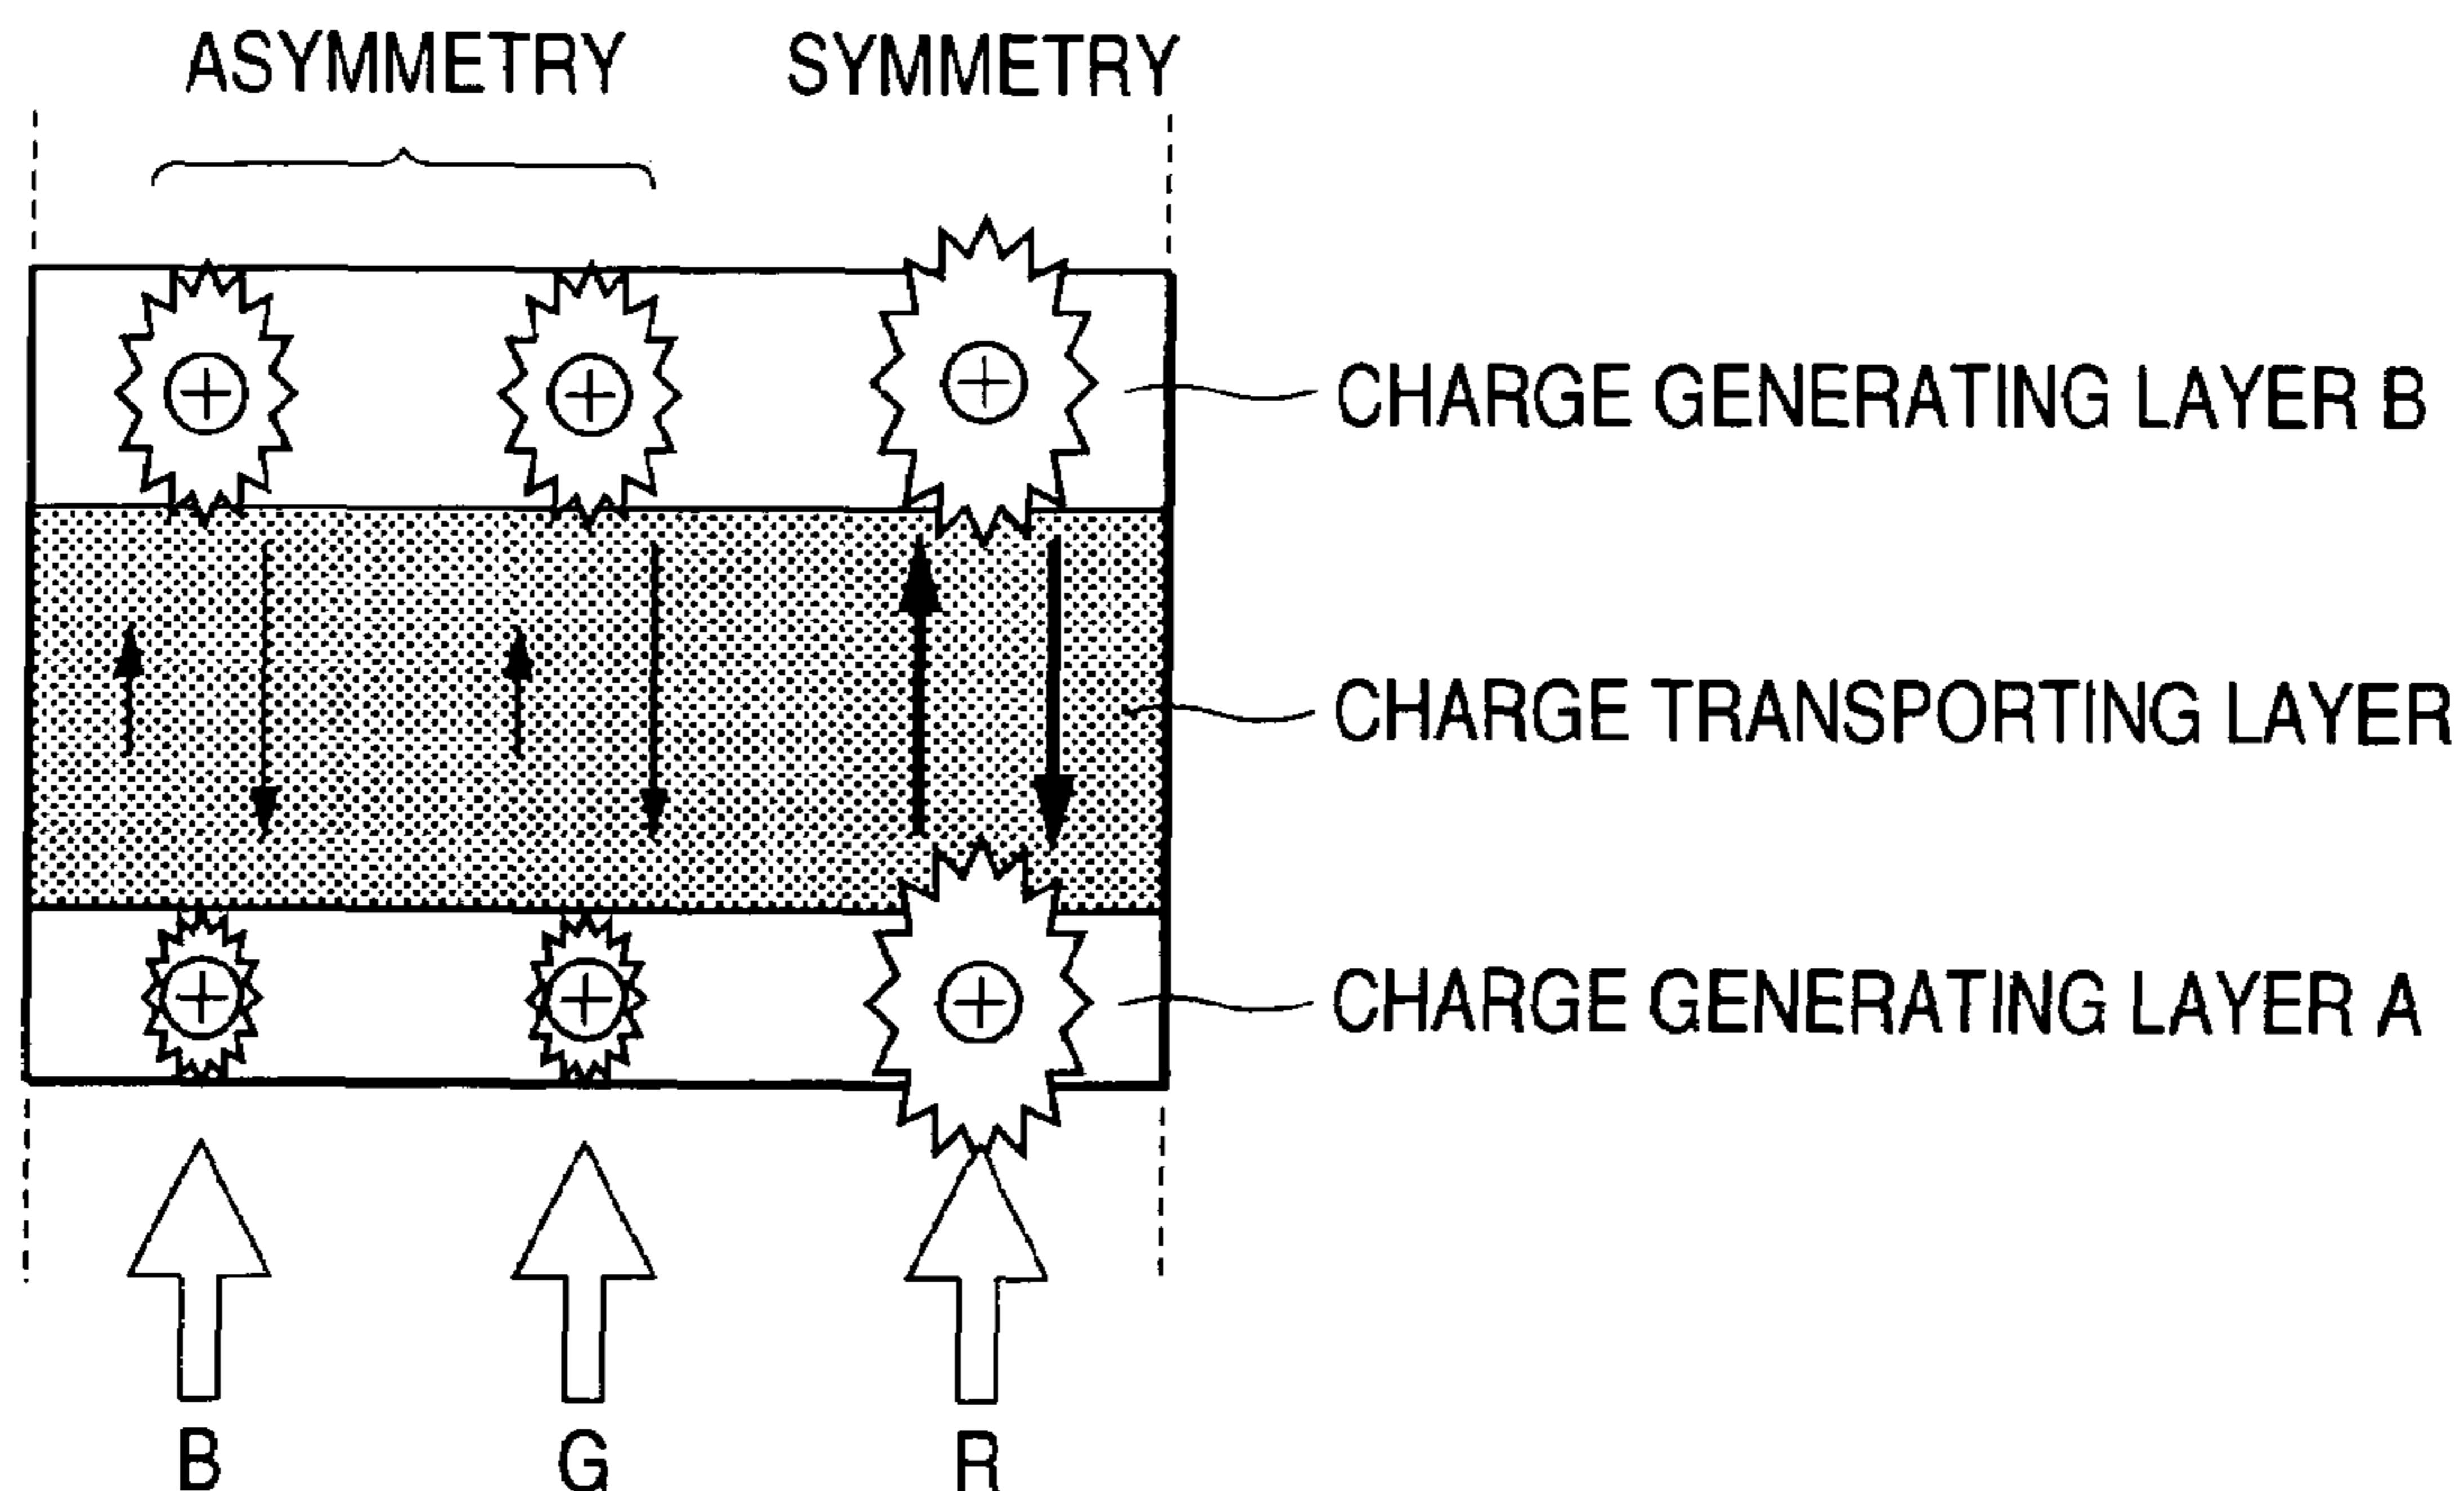 ASYMMETRY SYMMETRY
CHARGE GENERATING LAYER B
CHARGE TRANSPORTING LAYER
CHARGE GENERATING LAYER A
B G R